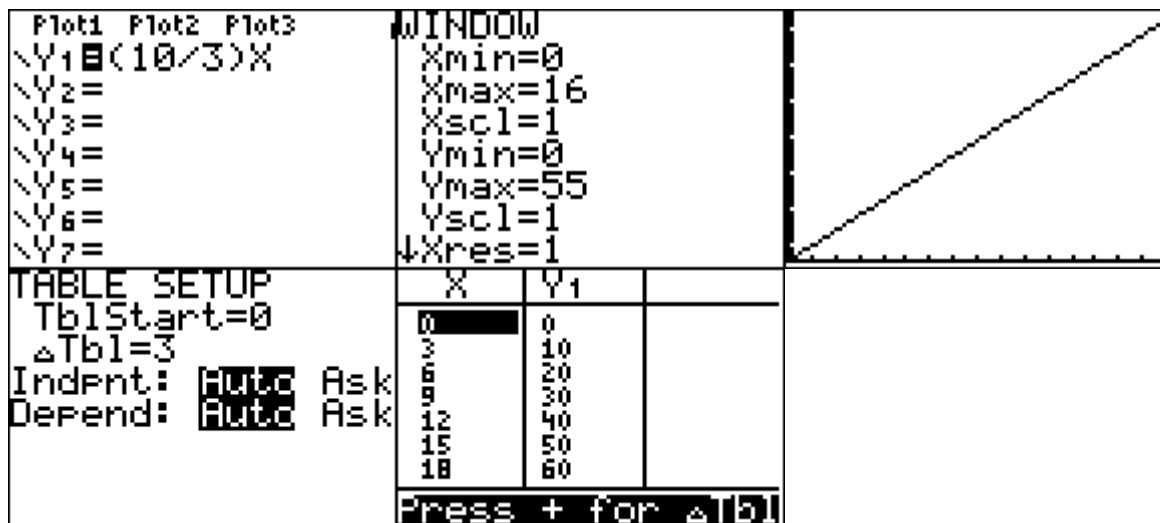 Plot1 Plot2 Plot3
\Y1=(10/3)X
\Y2=
\Y3=
\Y4=
\Y5=
\Y6=
\Y7=
WINDOW
Xmin=0
Xmax=16
Xscl=1
Ymin=0
Ymax=55
Yscl=1
↓Xres=1
TABLE SETUP
TblStart=0
△Tbl=3
Indpnt: Auto Ask
Depend: Auto Ask
X Y1
0 0
3 10
6 20
9 30
12 40
15 50
18 60
Press + for △Tbl